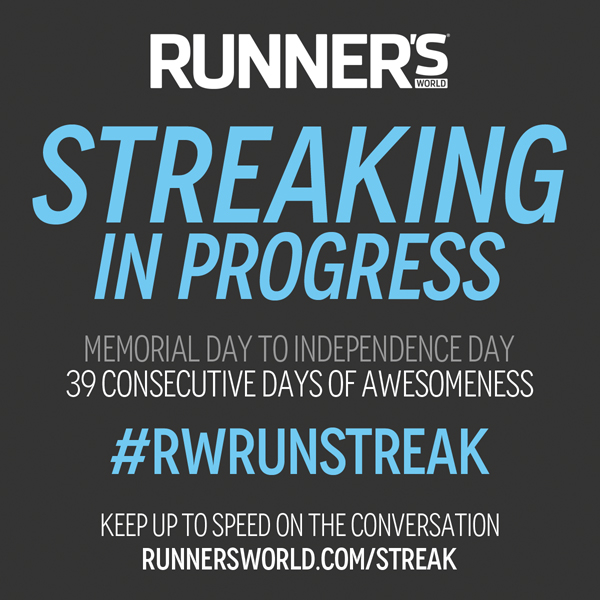 RUNNER'S
WORLD
STREAKING
IN PROGRESS
MEMORIAL DAY TO INDEPENDENCE DAY
39 CONSECUTIVE DAYS OF AWESOMENESS
#RWRUNSTREAK
KEEP UP TO SPEED ON THE CONVERSATION
RUNNERSWORLD.COM/STREAK